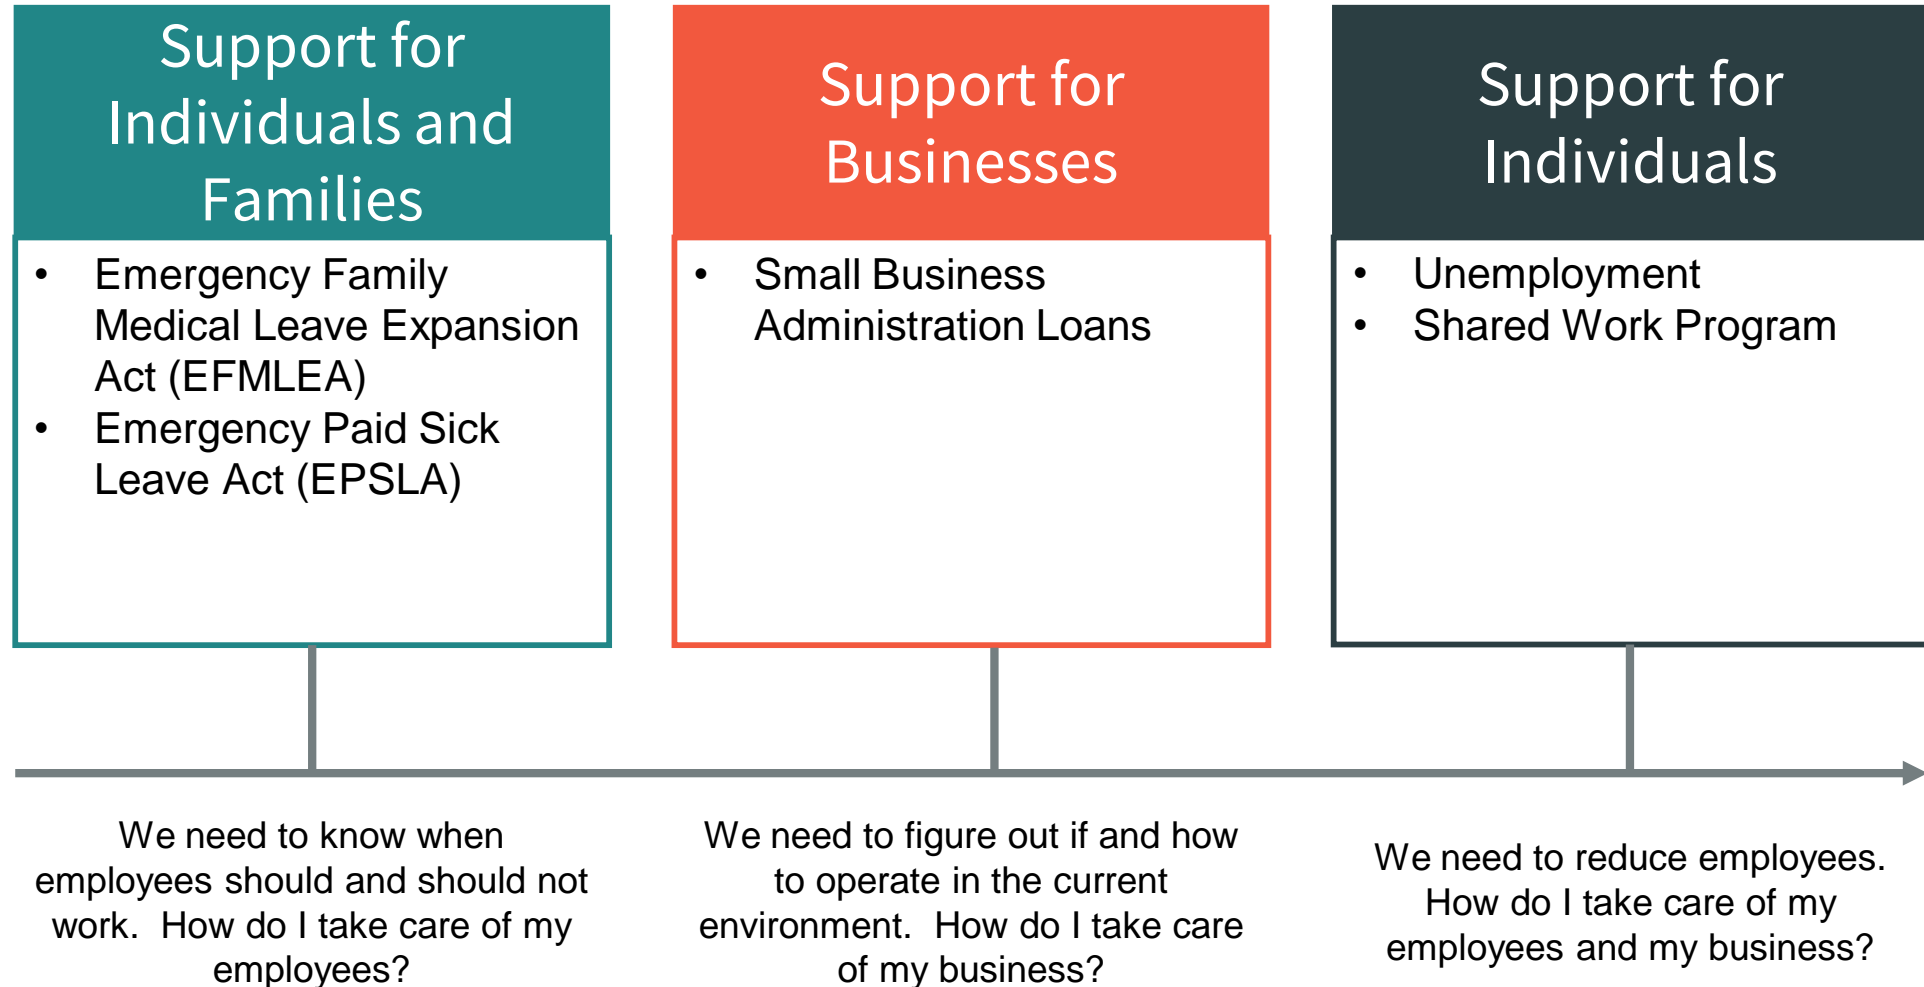 Support for
Individuals and
Families
• Emergency Family
Medical Leave Expansion
Act (EFMLEA)
• Emergency Paid Sick
Leave Act (EPSLA)
Support for
Businesses
• Small Business
Administration Loans
Support for
Individuals
• Unemployment
• Shared Work Program
We need to know when
employees should and should not
work.  How do I take care of my
employees?
We need to figure out if and how
to operate in the current
environment.  How do I take care
of my business?
We need to reduce employees.
How do I take care of my
employees and my business?